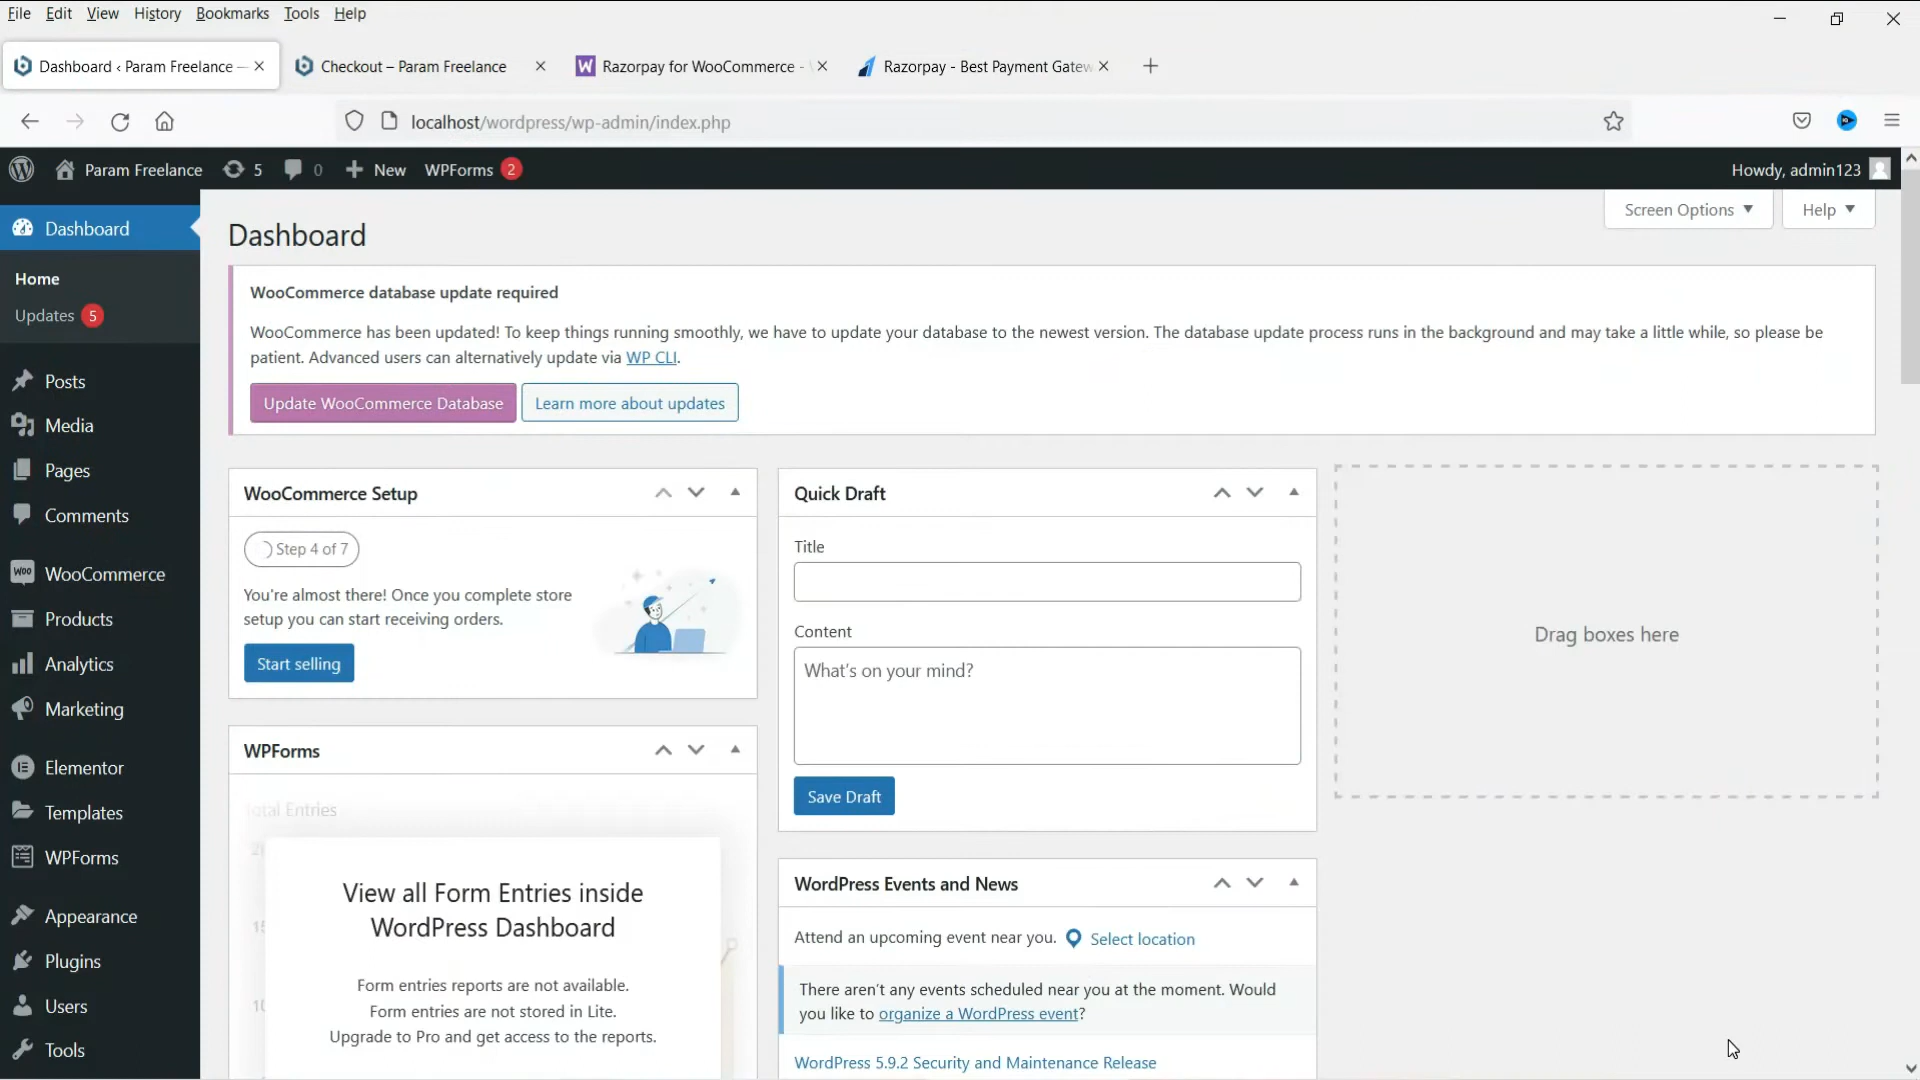 File Edit View History Bookmarks Tools Help
Dashboard ‹ Param Freelance —
Checkout – Param Freelance
Razorpay for WooCommerce -
Razorpay - Best Payment Gatew
localhost/wordpress/wp-admin/index.php
Param Freelance 5 0 New WPForms 2
Howdy, admin123
Screen Options Help
Dashboard
Home
Updates 5
Posts
Media
Pages
Comments
WooCommerce
Products
Analytics
Marketing
Elementor
Templates
WPForms
Appearance
Plugins
Users
Tools
Dashboard
WooCommerce database update required
WooCommerce has been updated! To keep things running smoothly, we have to update your database to the newest version. The database update process runs in the background and may take a little while, so please be
patient. Advanced users can alternatively update via WP CLI.
Update WooCommerce Database
Learn more about updates
WooCommerce Setup
Step 4 of 7
You're almost there! Once you complete store
setup you can start receiving orders.
Start selling
WPForms
View all Form Entries inside
WordPress Dashboard
Form entries reports are not available.
Form entries are not stored in Lite.
Upgrade to Pro and get access to the reports.
Quick Draft
Title
Content
What's on your mind?
Save Draft
WordPress Events and News
Attend an upcoming event near you. Select location
There aren't any events scheduled near you at the moment. Would
you like to organize a WordPress event?
WordPress 5.9.2 Security and Maintenance Release
Drag boxes here